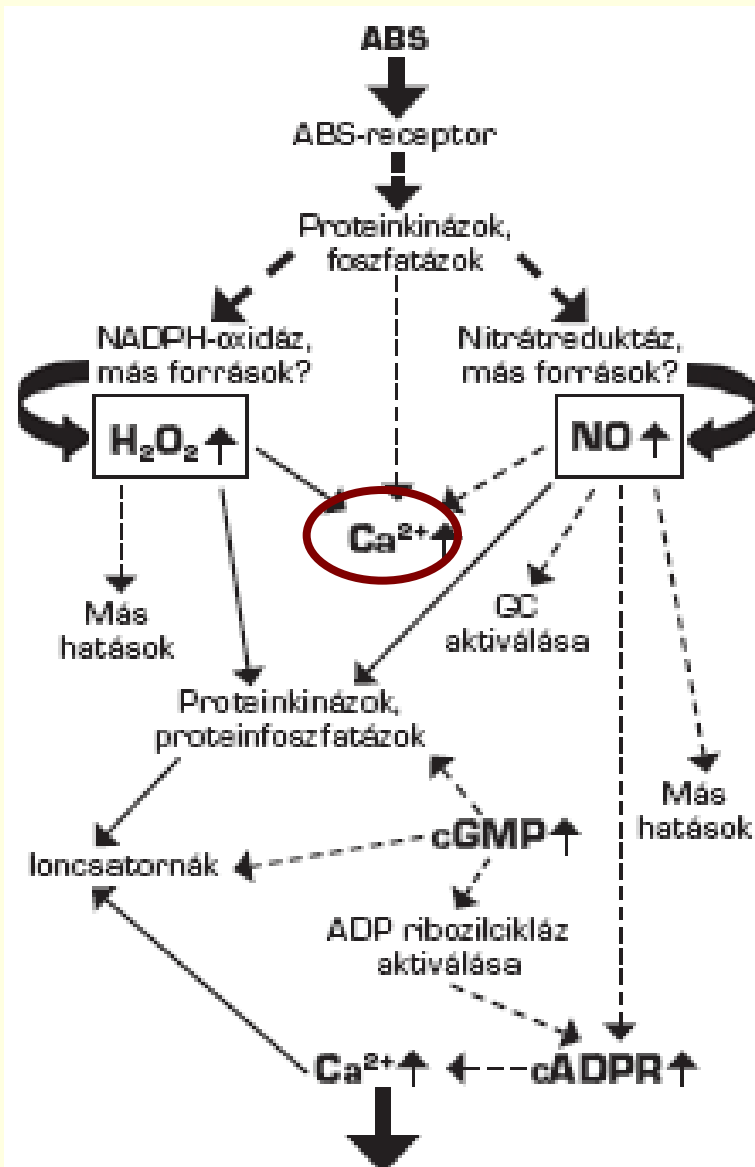 ABS
ABS-receptor
Proteinkinázok,
foszfatázok
NADPH-oxidáz,
más források?
Nitrátreduktáz,
más források?
H₂O₂
NO
Ca²⁺
GC
aktiválása
Más
hatások
Proteinkinázok,
proteinfoszfatázok
Más
hatások
cGMP
Ioncsatornák
ADP ribozilcikláz
aktiválása
Ca²⁺
cADPR